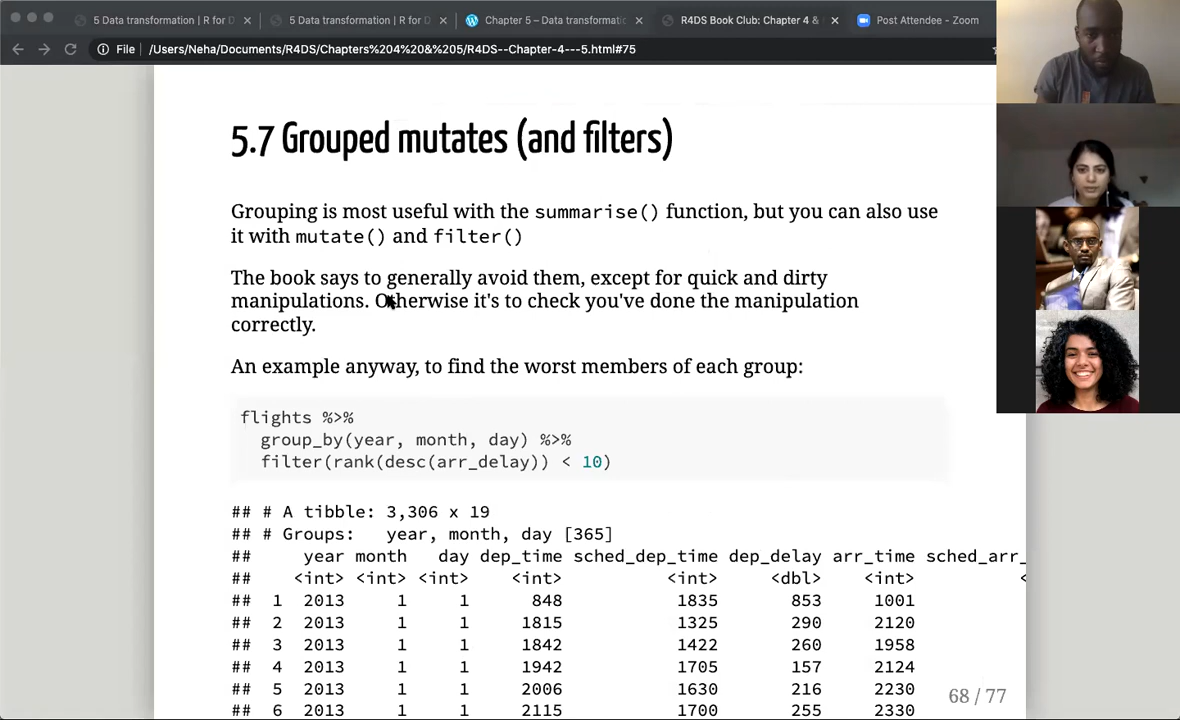 5 Data transformation | R for D
5 Data transformation | R for D
Chapter 5 – Data transformati
R4DS Book Club: Chapter 4 &
Post Attendee - Zoom
File
/Users/Neha/Documents/R4DS/Chapters%204%20&%205/R4DS--Chapter-4---5.html#75
5.7 Grouped mutates (and filters)
Grouping is most useful with the summarise() function, but you can also use
it with mutate() and filter()
The book says to generally avoid them, except for quick and dirty
manipulations. Otherwise it's to check you've done the manipulation
correctly.
An example anyway, to find the worst members of each group:
flights %>%
group_by(year, month, day) %>%
filter(rank(desc(arr_delay)) < 10)
## # A tibble: 3,306 x 19
## # Groups: year, month, day [365]
## year month day dep_time sched_dep_time dep_delay arr_time sched_arr_
## <int> <int> <int> <int> <int> <dbl> <int> <
## 1 2013 1 1 848 1835 853 1001
## 2 2013 1 1 1815 1325 290 2120
## 3 2013 1 1 1842 1422 260 1958
## 4 2013 1 1 1942 1705 157 2124
## 5 2013 1 1 2006 1630 216 2230
## 6 2013 1 1 2115 1700 255 2330
68 / 77